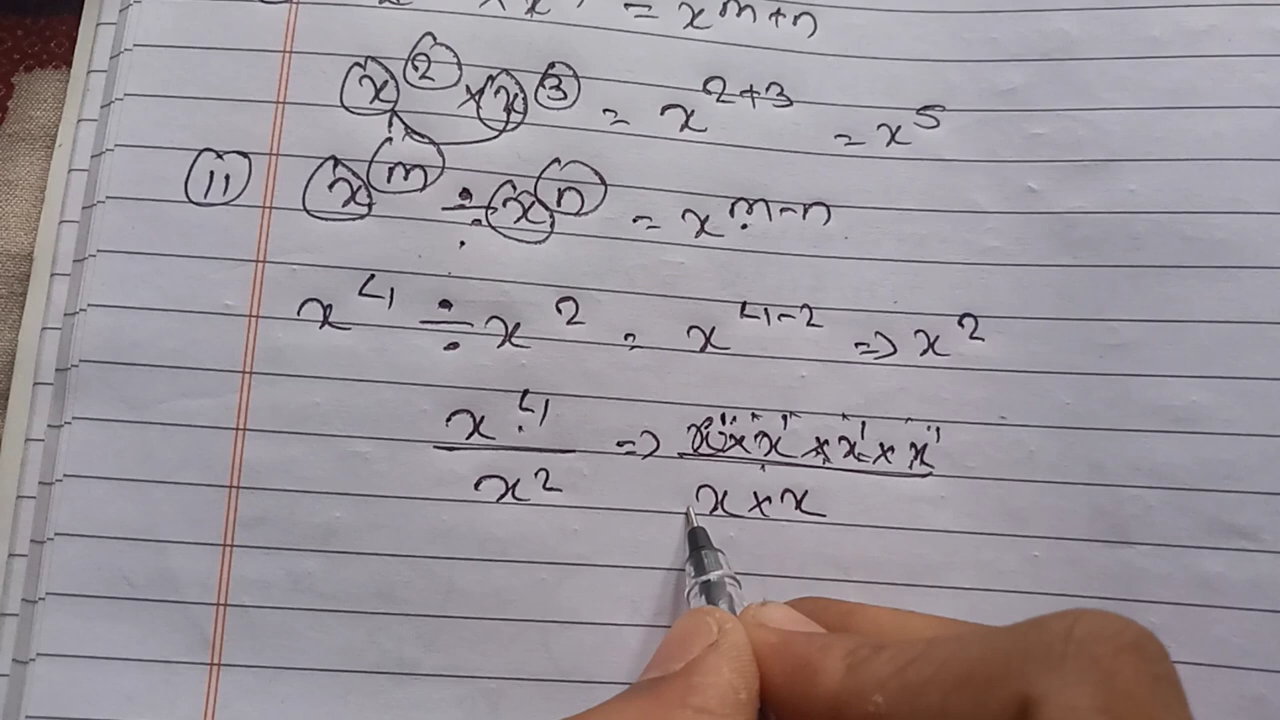 × x = x^{m+n}
x^2 × x^3 = x^{2+3} = x^5
(ii) x^m ÷ x^n = x^{m-n}
x^4 ÷ x^2 = x^{4-2} => x^2
x^4/x^2 => x × x × x × x/x × x